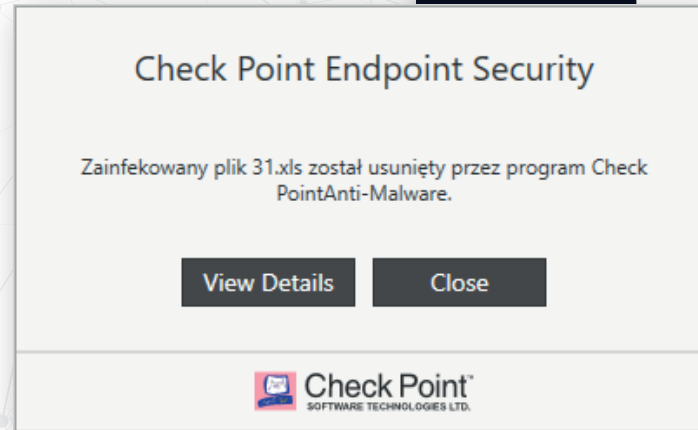 Check Point Endpoint Security
Zainfekowany plik 31.xls został usunięty przez program Check
PointAnti-Malware.
View Details
Close
Check Point™
SOFTWARE TECHNOLOGIES LTD.